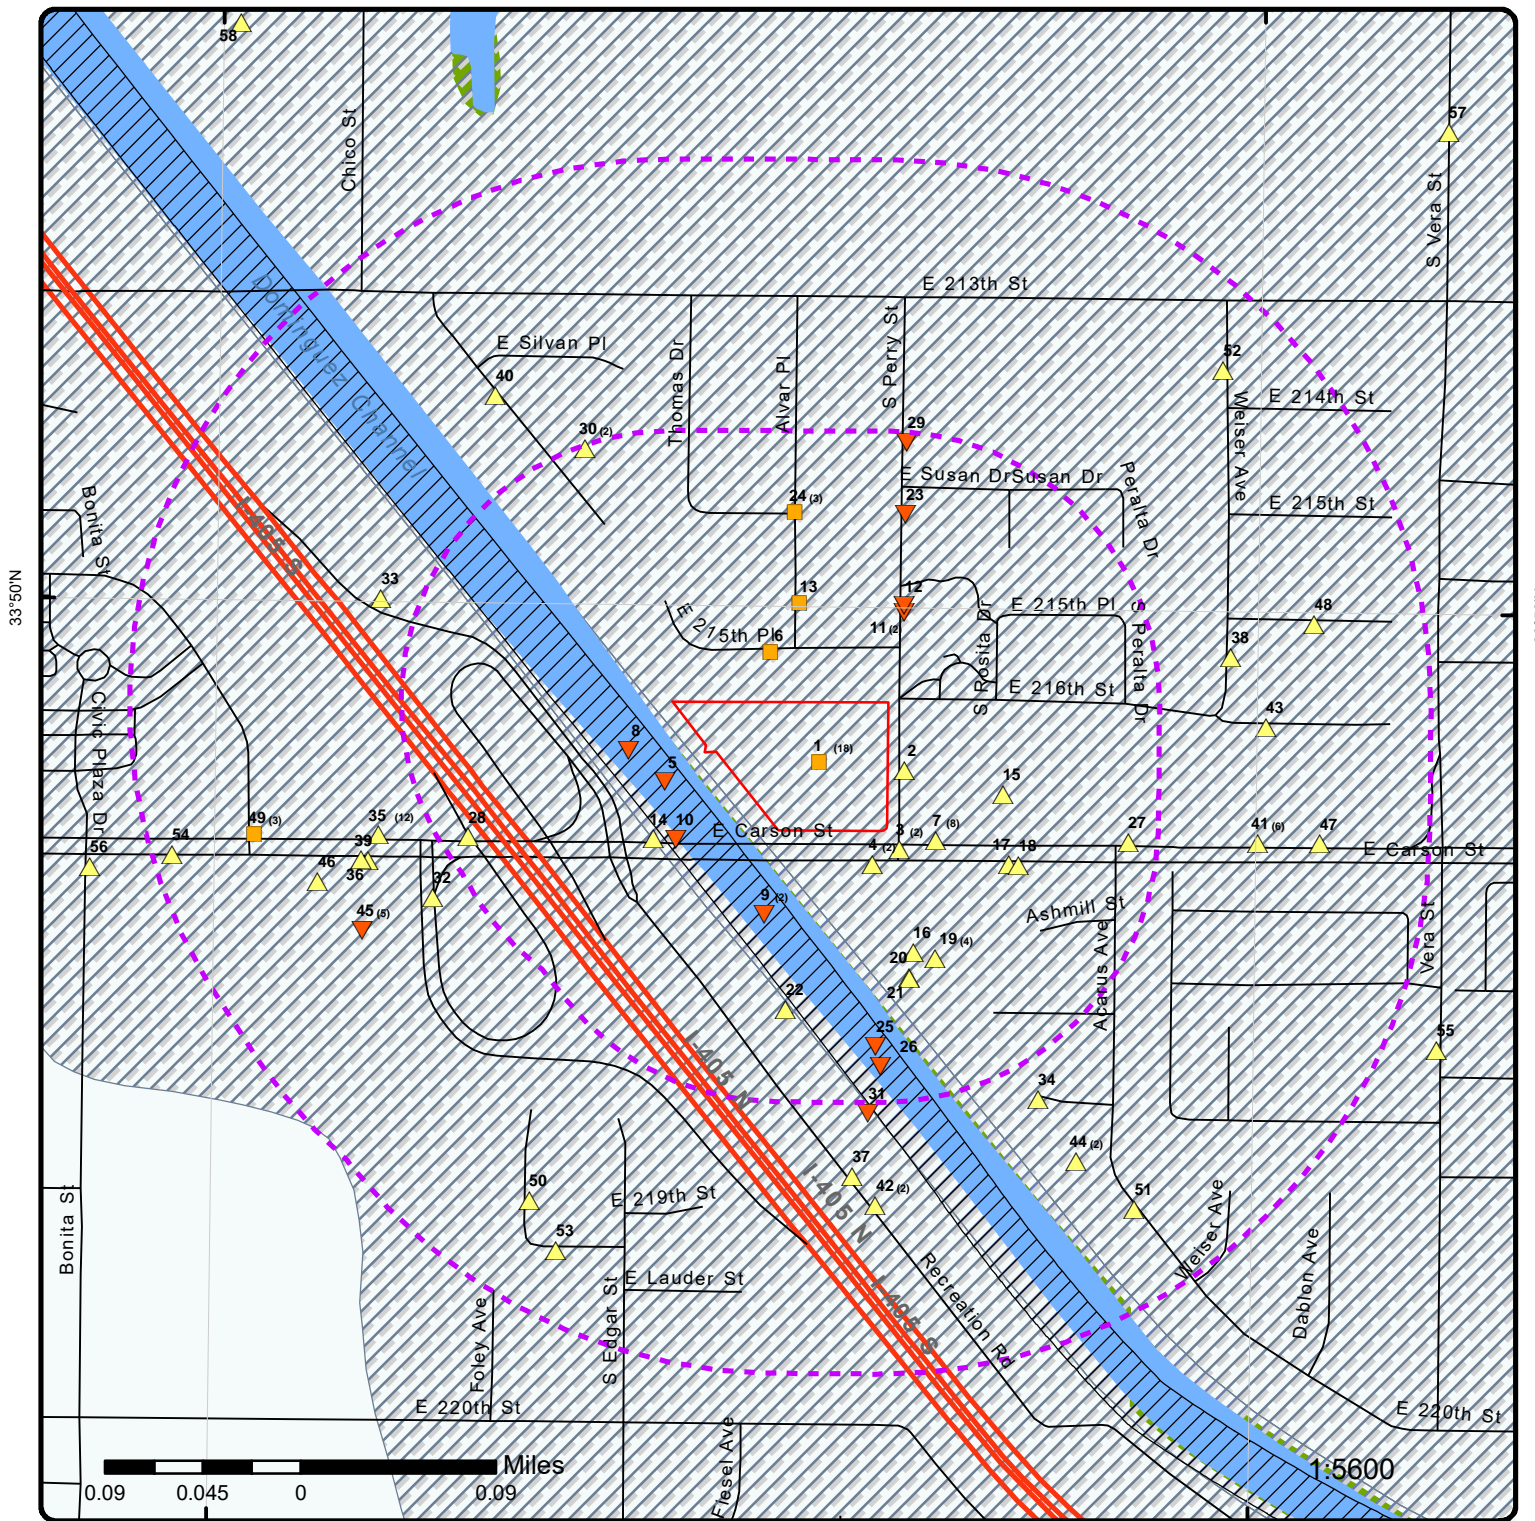 58
57
Chico St
S Vera St
E 213th St
Dominguez Channel
E Silvan Pl
40
Thomas Dr
Alvar Pl
S Perry St
52
E 214th St
Weiser Ave
30 (2)
29
E Susan Dr
Susan Dr
Peralta Dr
24 (3)
23
E 215th St
Bonita St
I-405 S
33°50'N
33
13
12
11 (2
E 215th Pl
E 215th Pl
6
S Rosita Dr
S Peralta Dr
48
38
E 216th St
43
Civic Plaza Dr
8
5
1 (18)
2
15
49 (3)
35 (12)
28
14
10
E Carson St
3 (2)
7 (8)
27
41 (6)
47
E Carson St
54
56
39
36
46
32
4 (2)
17
18
45 (5)
9 (2)
Ashmill St
Acarus Ave
Vera St
16
19 (4)
20
21
22
25
26
55
I-405 N
31
34
37
42 (2)
44 (2)
51
I-405 N
50
53
E 219th St
Bonita St
Weiser Ave
Dablon Ave
E Lauder St
S Edgar St
Foley Ave
I-405 S
Recreation Rd
E 220th St
E 220th St
Fiesel Ave
Miles
1:5600
0.09 0.045 0 0.09